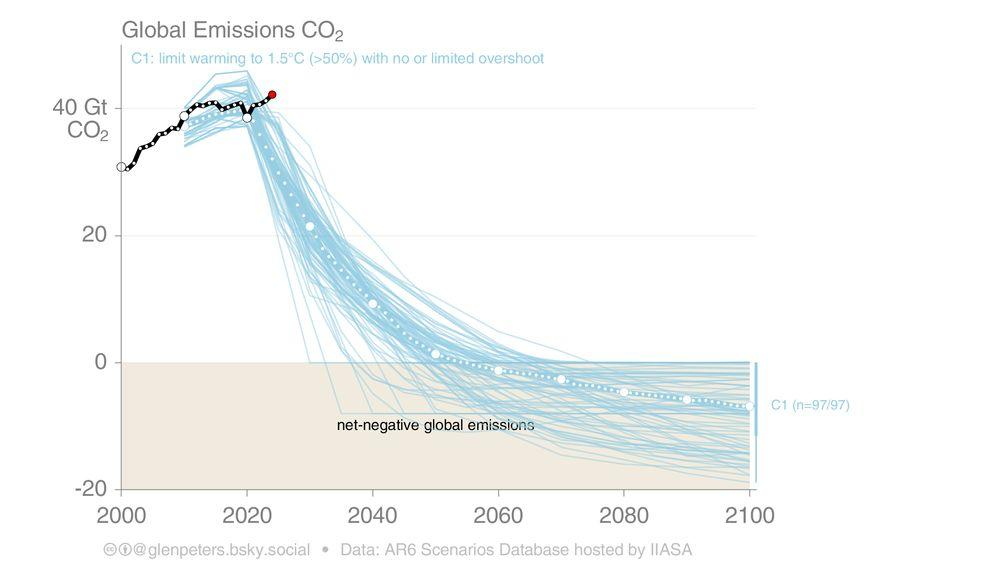 Global Emissions CO₂
C1: limit warming to 1.5°C (>50%) with no or limited overshoot
40 Gt
CO₂
20
0
C1 (n=97/97)
net-negative global emissions
-20
2000 2020 2040 2060 2080 2100
@glenpeters.bsky.social • Data: AR6 Scenarios Database hosted by IIASA